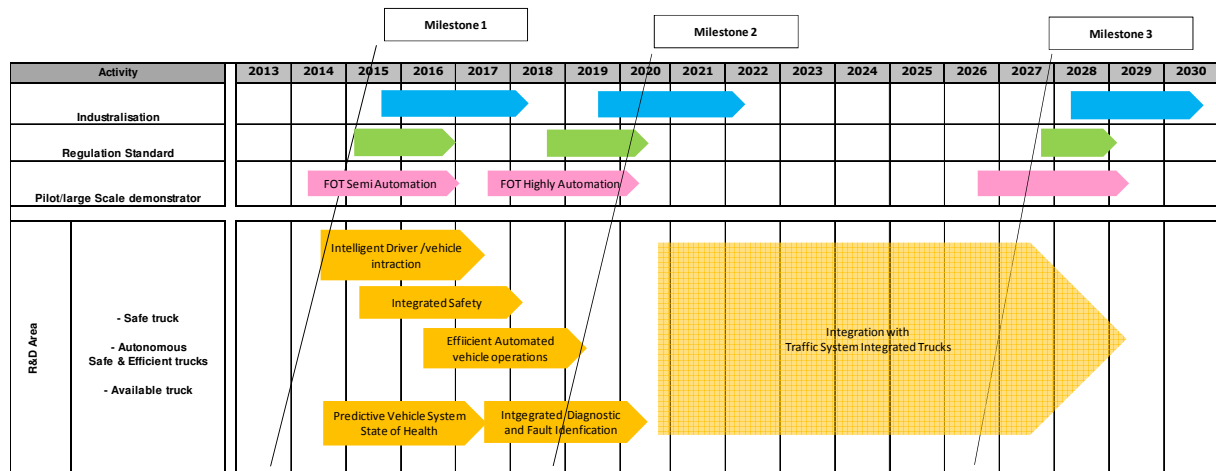 Milestone 1
Milestone 2
Milestone 3
Activity
2013 2014 2015 2016 2017 2018 2019 2020 2021 2022 2023 2024 2025 2026 2027 2028 2029 2030
Industralisation
Regulation Standard
Pilot/large Scale demonstrator
FOT Semi Automation
FOT Highly Automation
R&D Area
- Safe truck
- Autonomous
Safe & Efficient trucks
- Available truck
Intelligent Driver /vehicle
intraction
Integrated Safety
Effiicient Automated
vehicle operations
Integration with
Traffic System Integrated Trucks
Predictive Vehicle System
State of Health
Intgegrated Diagnostic
and Fault Idenfication